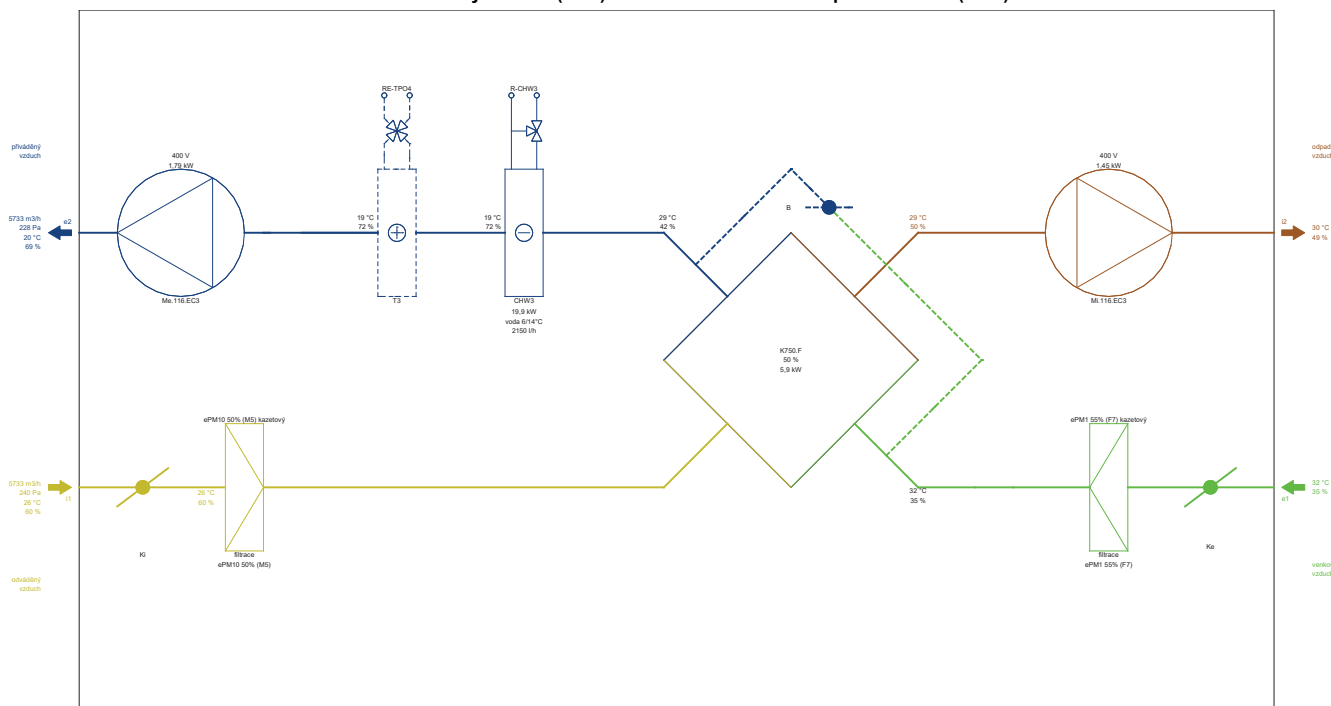 RE-TPO4
R-CHW3
přiváděný
vzduch
400 V
1,79 kW
400 V
1,45 kW
odpad
vzduc
5733 m3/h
228 Pa
20 °C
69 %
e2
19 °C
72 %
19 °C
72 %
29 °C
42 %
B
29 °C
50 %
i2
30 °C
49 %
Me.116.EC3
T3
CHW3
19,9 kW
voda 6/14°C
2150 l/h
Mi.116.EC3
K750.F
50 %
5,9 kW
ePM10 50% (M5) kazetový
ePM1 55% (F7) kazetový
5733 m3/h
240 Pa
26 °C
60 %
i1
26 °C
60 %
32 °C
35 %
e1
32 °C
35 %
Ki
filtrace
ePM10 50% (M5)
filtrace
ePM1 55% (F7)
Ke
odváděný
vzduch
venko
vzduch